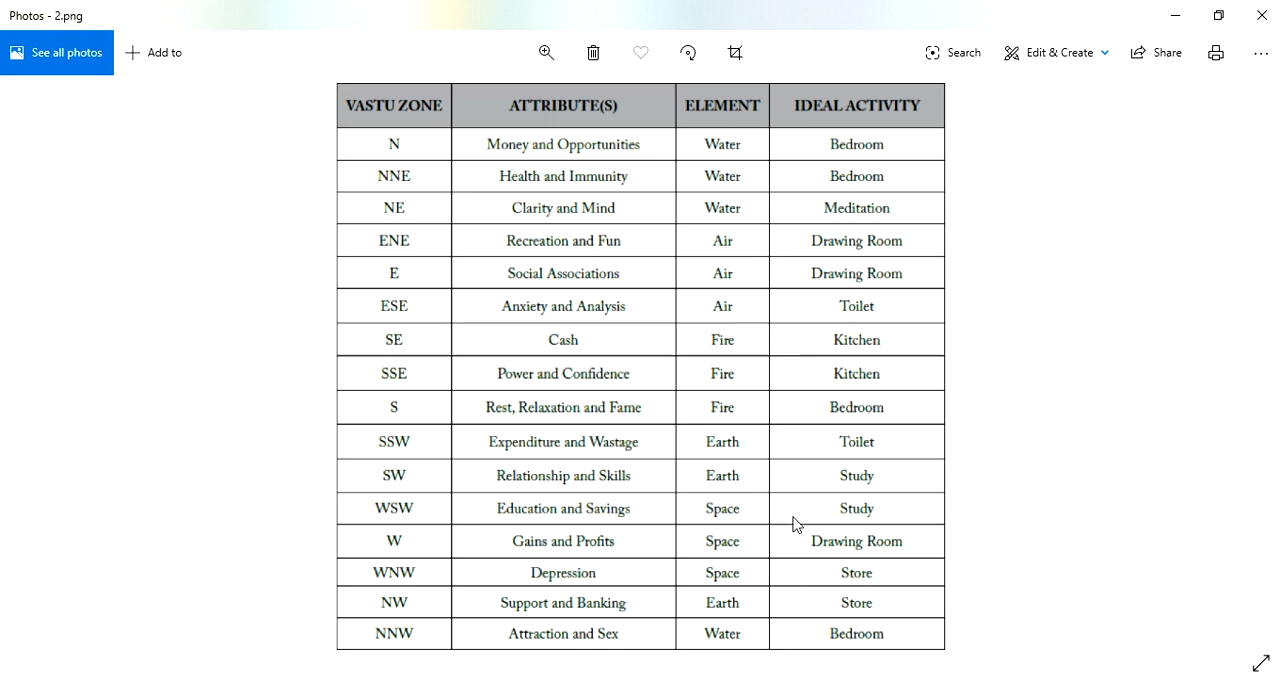 Photos - 2.png
See all photos Add to Search Edit & Create Share
VASTU ZONE ATTRIBUTE(S) ELEMENT IDEAL ACTIVITY
N Money and Opportunities Water Bedroom
NNE Health and Immunity Water Bedroom
NE Clarity and Mind Water Meditation
ENE Recreation and Fun Air Drawing Room
E Social Associations Air Drawing Room
ESE Anxiety and Analysis Air Toilet
SE Cash Fire Kitchen
SSE Power and Confidence Fire Kitchen
S Rest, Relaxation and Fame Fire Bedroom
SSW Expenditure and Wastage Earth Toilet
SW Relationship and Skills Earth Study
WSW Education and Savings Space Study
W Gains and Profits Space Drawing Room
WNW Depression Space Store
NW Support and Banking Earth Store
NNW Attraction and Sex Water Bedroom